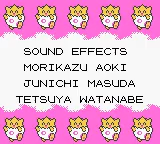 SOUND EFFECTS
MORIKAZU AOKI
JUNICHI MASUDA
TETSUYA WATANABE